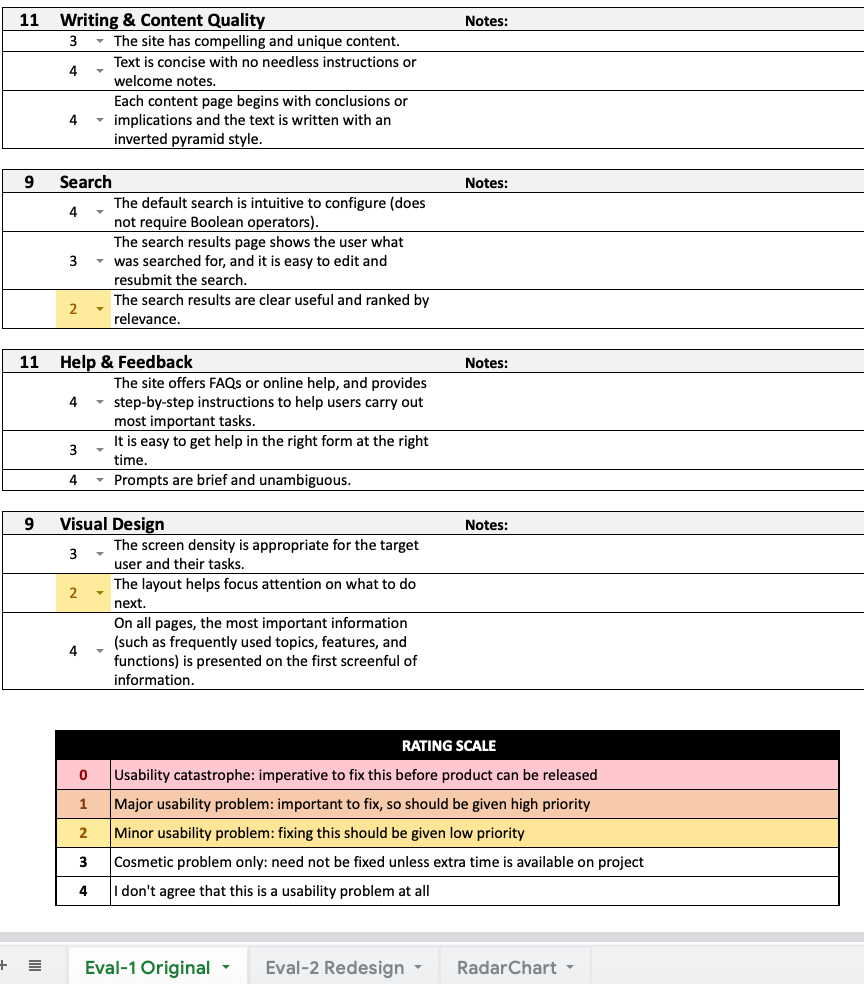 11 Writing & Content Quality Notes:
3 The site has compelling and unique content.
Text is concise with no needless instructions or
4 welcome notes.
Each content page begins with conclusions or
4 implications and the text is written with an
inverted pyramid style.
9 Search Notes:
The default search is intuitive to configure (does
4 not require Boolean operators).
The search results page shows the user what
3 was searched for, and it is easy to edit and
resubmit the search.
The search results are clear useful and ranked by
2 relevance.
11 Help & Feedback Notes:
The site offers FAQs or online help, and provides
4 step-by-step instructions to help users carry out
most important tasks.
It is easy to get help in the right form at the right
3 time.
4 Prompts are brief and unambiguous.
9 Visual Design Notes:
The screen density is appropriate for the target
3 user and their tasks.
The layout helps focus attention on what to do
2 next.
On all pages, the most important information
(such as frequently used topics, features, and
4 functions) is presented on the first screenful of
information.
RATING SCALE
0 Usability catastrophe: imperative to fix this before product can be released
1 Major usability problem: important to fix, so should be given high priority
2 Minor usability problem: fixing this should be given low priority
3 Cosmetic problem only: need not be fixed unless extra time is available on project
4 I don't agree that this is a usability problem at all
Eval-1 Original Eval-2 Redesign RadarChart